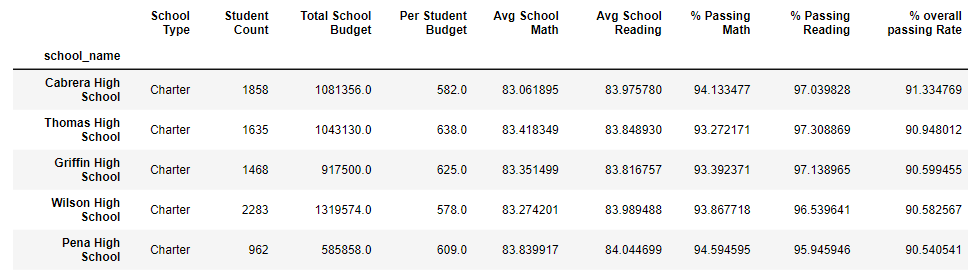 School Type Student Count Total School Budget Per Student Budget Avg School Math Avg School Reading % Passing Math % Passing Reading % overall passing Rate
school_name
Cabrera High School Charter 1858 1081356.0 582.0 83.061895 83.975780 94.133477 97.039828 91.334769
Thomas High School Charter 1635 1043130.0 638.0 83.418349 83.848930 93.272171 97.308869 90.948012
Griffin High School Charter 1468 917500.0 625.0 83.351499 83.816757 93.392371 97.138965 90.599455
Wilson High School Charter 2283 1319574.0 578.0 83.274201 83.989488 93.867718 96.539641 90.582567
Pena High School Charter 962 585858.0 609.0 83.839917 84.044699 94.594595 95.945946 90.540541